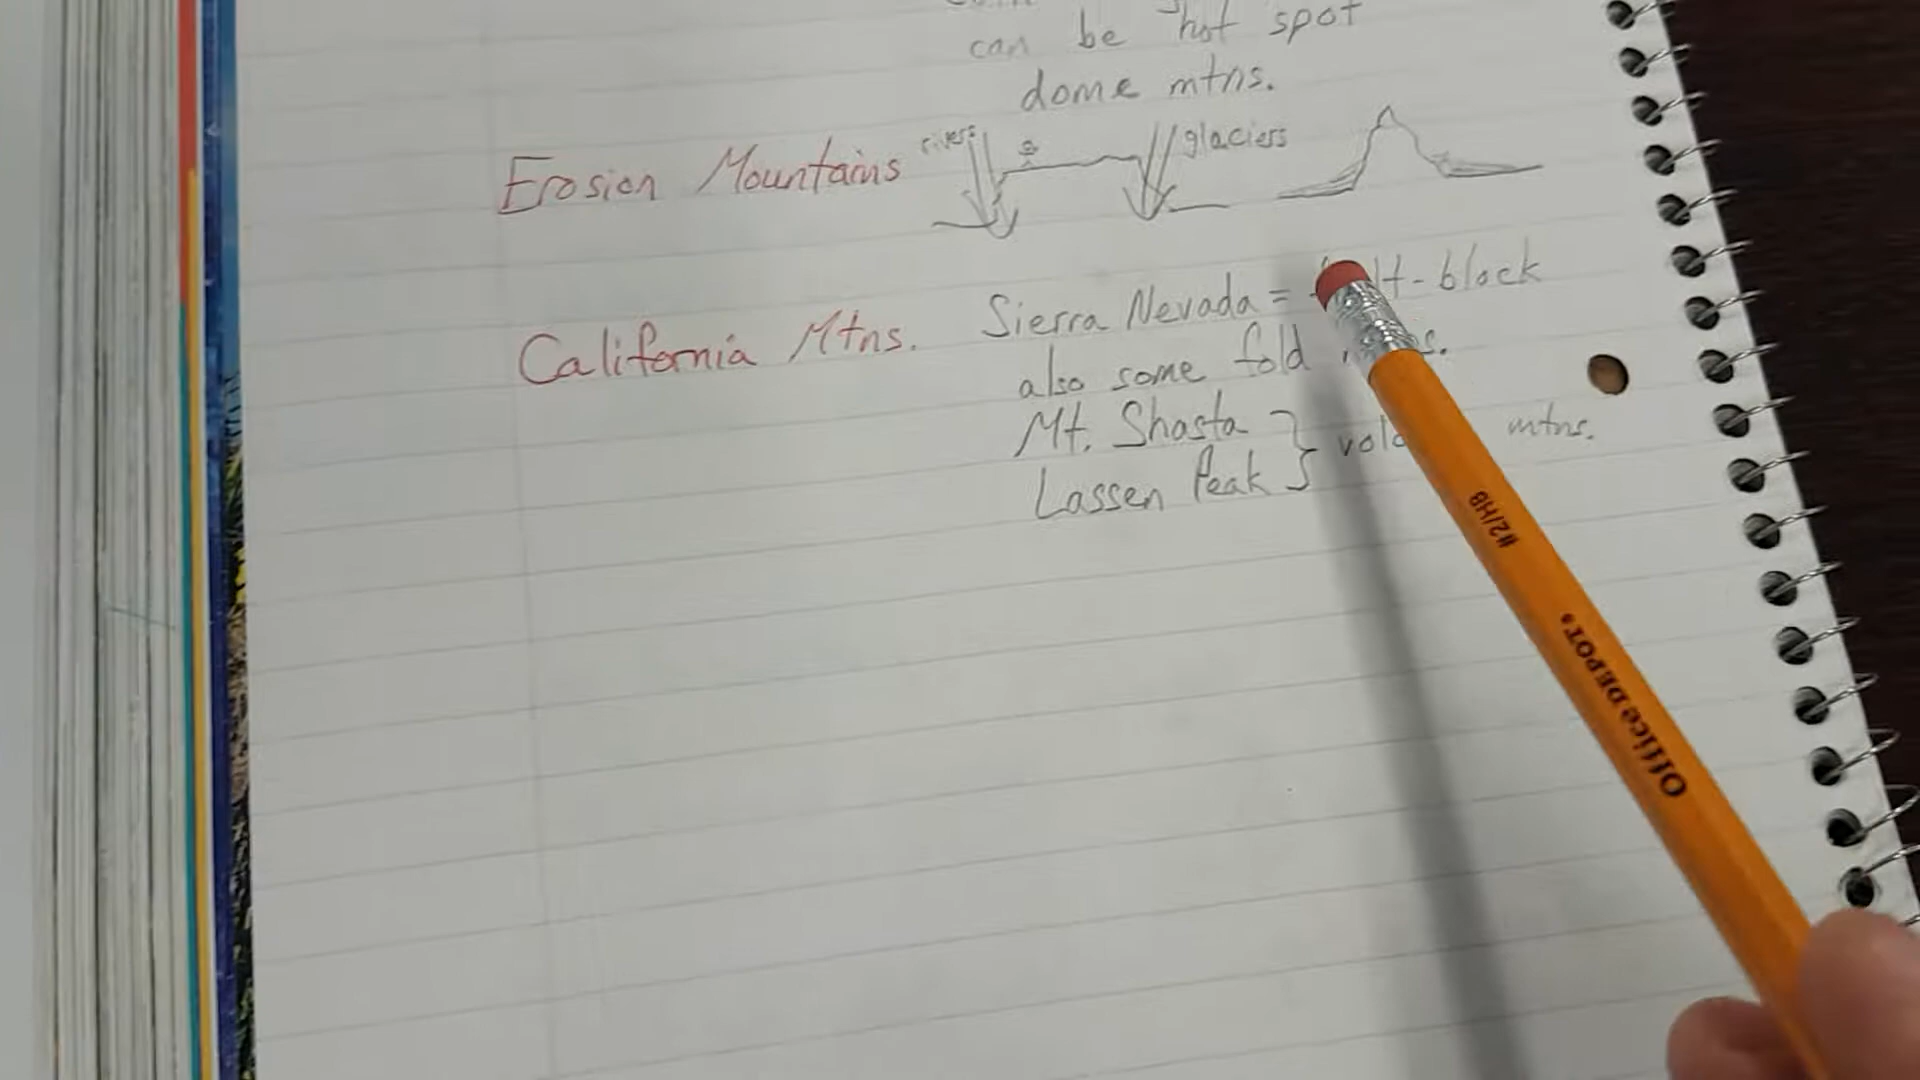 can be hot spot
dome mtns.
Erosion Mountains
rivers
glaciers
California Mtns.
Sierra Nevada = -block
also some fold
Mt. Shasta
Lassen Peak } mtns.
#2/HB
Office DEPOT